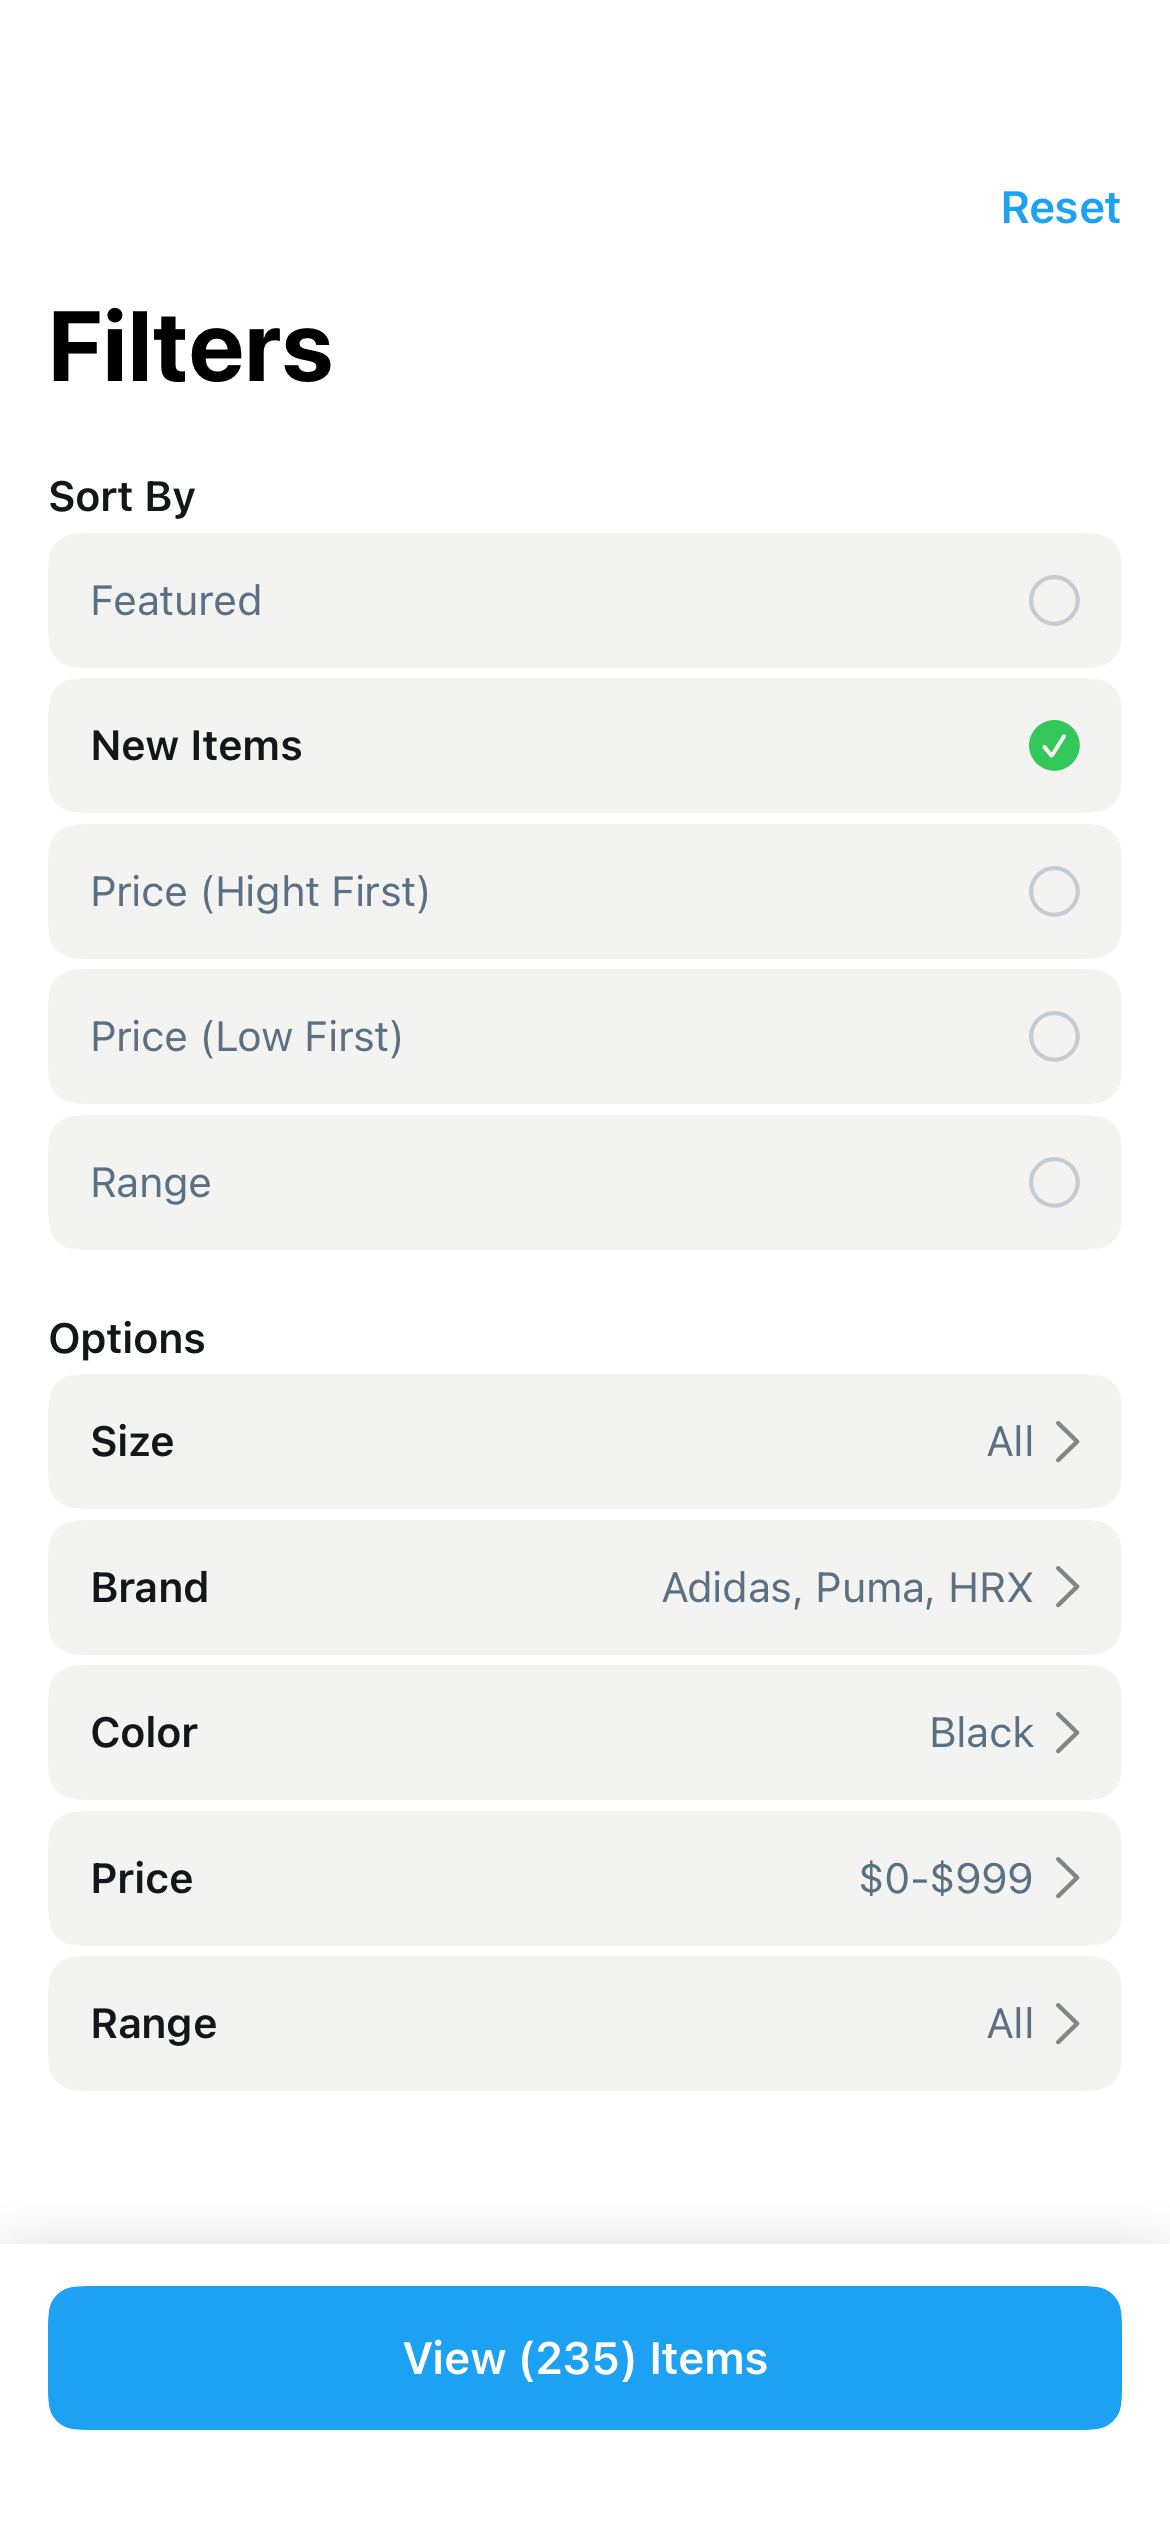 Reset
Filters
Sort By
Featured
New Items
Price (Hight First)
Price (Low First)
Range
Options
Size All
Brand Adidas, Puma, HRX
Color Black
Price $0-$999
Range All
View (235) Items